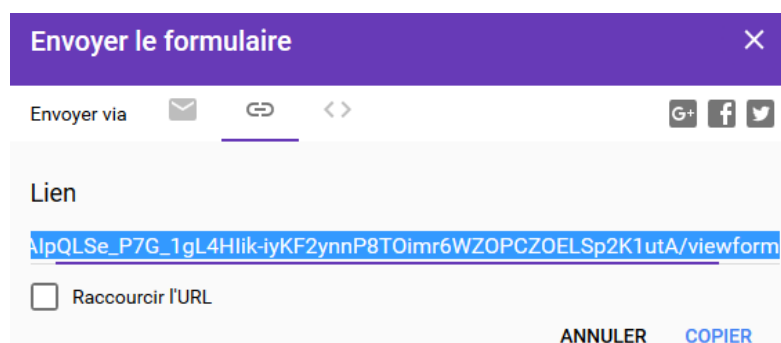 Envoyer le formulaire
Envoyer via
G+
Lien
AIpQLSe_P7G_1gL4HIik-iyKF2ynnP8TOimr6WZOPCZOELSp2K1utA/viewform
Raccourcir l'URL
ANNULER COPIER